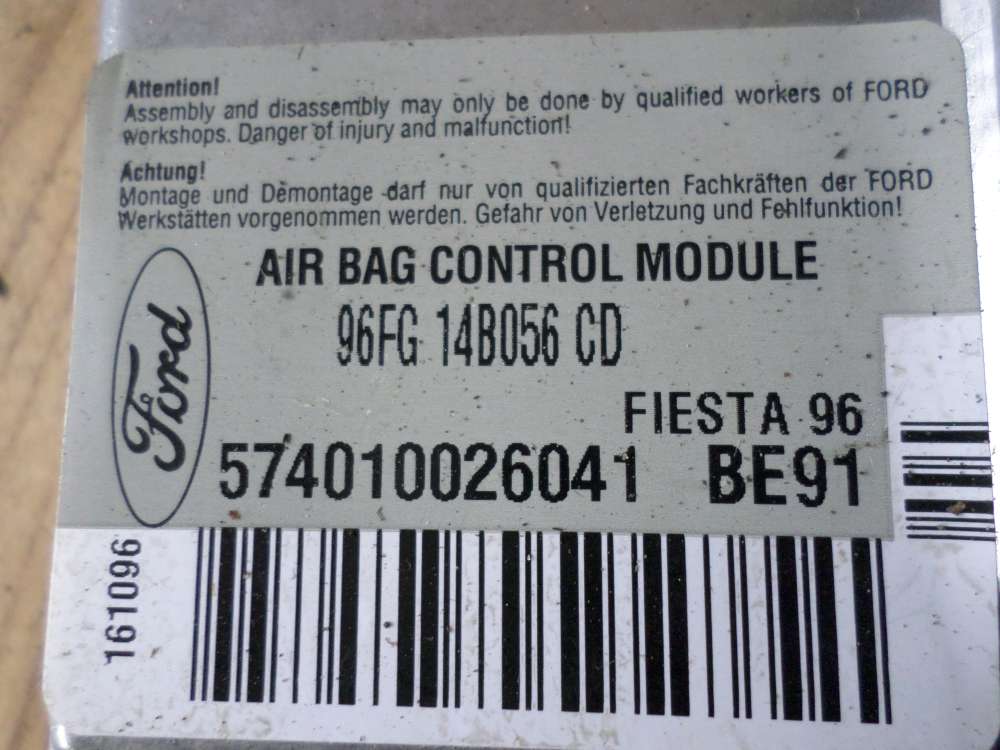 Attention!
Assembly and disassembly may only be done by qualified workers of FORD
workshops. Danger of injury and malfunction!
Achtung!
Montage und Demontage darf nur von qualifizierten Fachkräften der FORD
Werkstätten vorgenommen werden. Gefahr von Verletzung und Fehlfunktion!
AIR BAG CONTROL MODULE
96FG 14B056 CD
Ford
FIESTA 96
574010026041 BE91
161096